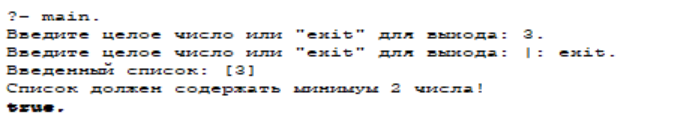 ?- main.
Введите целое число или "exit" для выхода: 3.
Введите целое число или "exit" для выхода: |: exit.
Введенный список: [3]
Список должен содержать минимум 2 числа!
true.